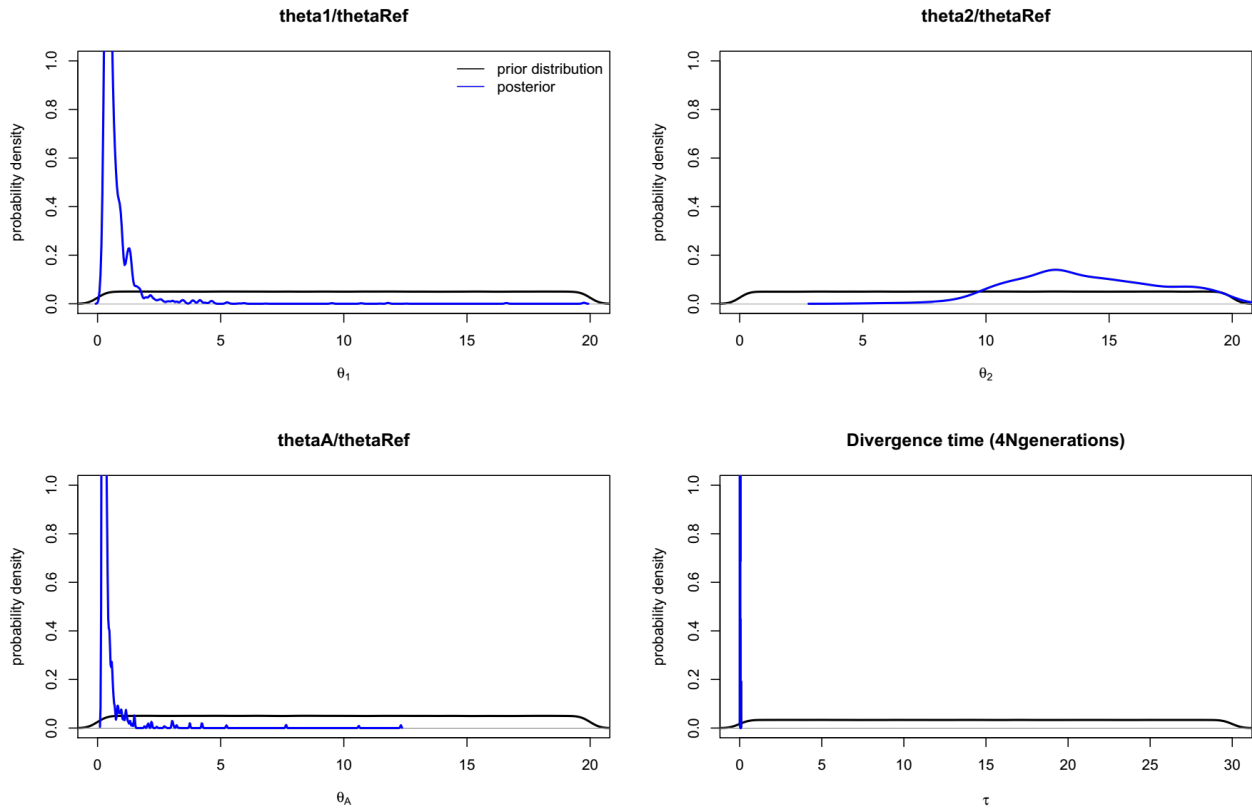 theta1/thetaRef
probability density
0.0 0.2 0.4 0.6 0.8 1.0
prior distribution
posterior
0 5 10 15 20
θ1
theta2/thetaRef
probability density
0.0 0.2 0.4 0.6 0.8 1.0
0 5 10 15 20
θ2
thetaA/thetaRef
probability density
0.0 0.2 0.4 0.6 0.8 1.0
0 5 10 15 20
θA
Divergence time (4Ngenerations)
probability density
0.0 0.2 0.4 0.6 0.8 1.0
0 5 10 15 20 25 30
τ